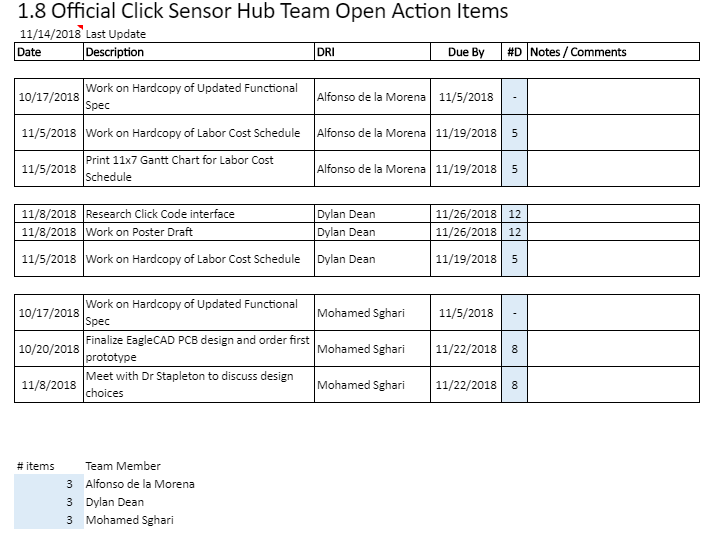 1.8 Official Click Sensor Hub Team Open Action Items
11/14/2018 Last Update
Date Description DRI Due By #D Notes / Comments
10/17/2018 Work on Hardcopy of Updated Functional Spec Alfonso de la Morena 11/5/2018 -
11/5/2018 Work on Hardcopy of Labor Cost Schedule Alfonso de la Morena 11/19/2018 5
11/5/2018 Print 11x7 Gantt Chart for Labor Cost Schedule Alfonso de la Morena 11/19/2018 5
11/8/2018 Research Click Code interface Dylan Dean 11/26/2018 12
11/8/2018 Work on Poster Draft Dylan Dean 11/26/2018 12
11/5/2018 Work on Hardcopy of Labor Cost Schedule Dylan Dean 11/19/2018 5
10/17/2018 Work on Hardcopy of Updated Functional Spec Mohamed Sghari 11/5/2018 -
10/20/2018 Finalize EagleCAD PCB design and order first prototype Mohamed Sghari 11/22/2018 8
11/8/2018 Meet with Dr Stapleton to discuss design choices Mohamed Sghari 11/22/2018 8
# items Team Member
3 Alfonso de la Morena
3 Dylan Dean
3 Mohamed Sghari